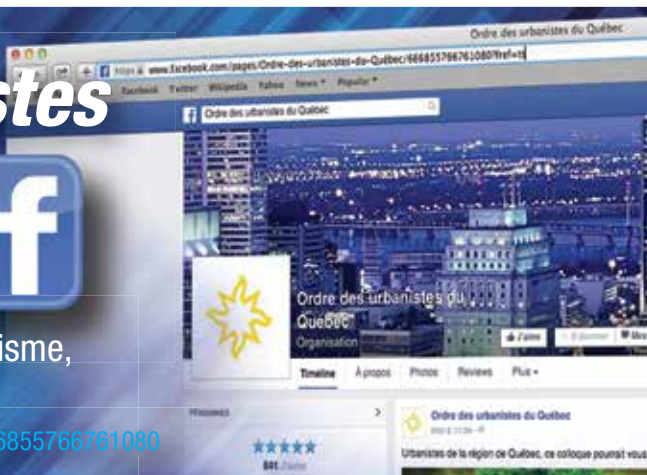 Ordre des urbanistes du Québec
https www.facebook.com/pages/Ordre-des-urbanistes-du-Québec/666855766761080?fref=ts
Facebook Twitter Wikipedia Yahoo News Popular
stes
f Ordre des urbanistes du Québec
f
Ordre des urbanistes du
Québec
Organisation
J'aime
isme,
Timeline À propos Photos Reviews Plus
6855766761080
Ordre des urbanistes du Québec
Urbanistes de la région de Québec, ce colloque pourrait vous
J'aime